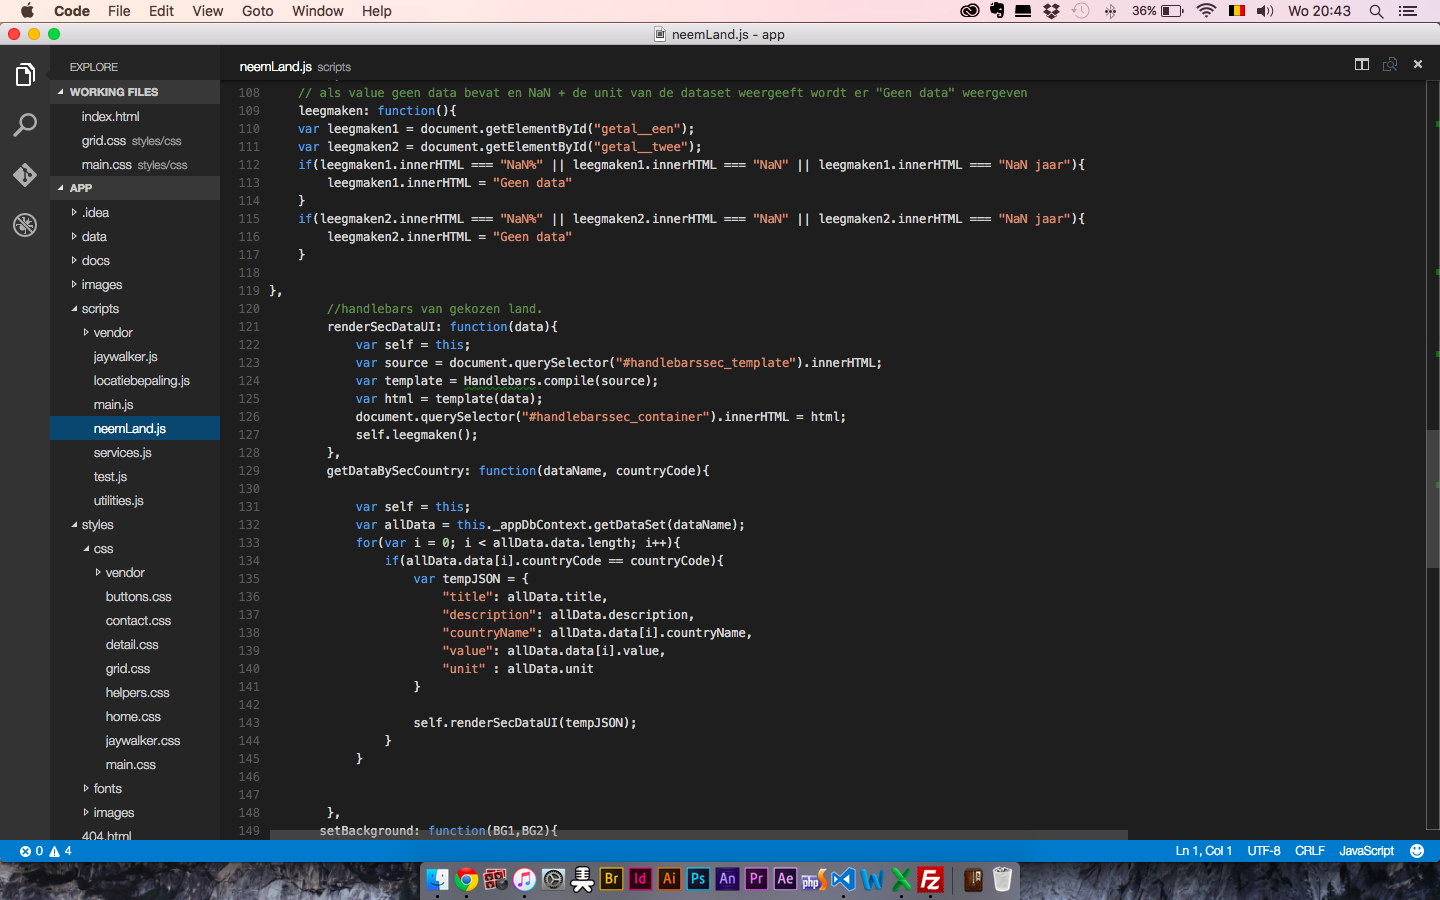 Code File Edit View Goto Window Help 36% Wo 20:43
neemLand.js - app
EXPLORE
WORKING FILES
index.html
grid.css styles/css
main.css styles/css
APP
.idea
data
docs
images
scripts
vendor
jaywalker.js
locatiebepaling.js
main.js
neemLand.js
services.js
test.js
utilities.js
styles
css
vendor
buttons.css
contact.css
detail.css
grid.css
helpers.css
home.css
jaywalker.css
main.css
fonts
images
404.html
neemLand.js scripts
108 // als value geen data bevat en NaN + de unit van de dataset weergeeft wordt er "Geen data" weergeven
109 leegmaken: function(){
110 var leegmaken1 = document.getElementById("getal__een");
111 var leegmaken2 = document.getElementById("getal__twee");
112 if(leegmaken1.innerHTML === "NaN%" || leegmaken1.innerHTML === "NaN" || leegmaken1.innerHTML === "NaN jaar"){
113 leegmaken1.innerHTML = "Geen data"
114 }
115 if(leegmaken2.innerHTML === "NaN%" || leegmaken2.innerHTML === "NaN" || leegmaken2.innerHTML === "NaN jaar"){
116 leegmaken2.innerHTML = "Geen data"
117 }
118
119 },
120 //handlebars van gekozen land.
121 renderSecDataUI: function(data){
122 var self = this;
123 var source = document.querySelector("#handlebarssec_template").innerHTML;
124 var template = Handlebars.compile(source);
125 var html = template(data);
126 document.querySelector("#handlebarssec_container").innerHTML = html;
127 self.leegmaken();
128 },
129 getDataBySecCountry: function(dataName, countryCode){
130
131 var self = this;
132 var allData = this._appDbContext.getDataSet(dataName);
133 for(var i = 0; i < allData.data.length; i++){
134 if(allData.data[i].countryCode == countryCode){
135 var tempJSON = {
136 "title": allData.title,
137 "description": allData.description,
138 "countryName": allData.data[i].countryName,
139 "value": allData.data[i].value,
140 "unit" : allData.unit
141 }
142
143 self.renderSecDataUI(tempJSON);
144 }
145 }
146
147
148 },
149 setBackground: function(BG1,BG2){
0 4 Ln 1, Col 1 UTF-8 CRLF JavaScript
Br Id Ai Ps An Pr Ae php W X Fz